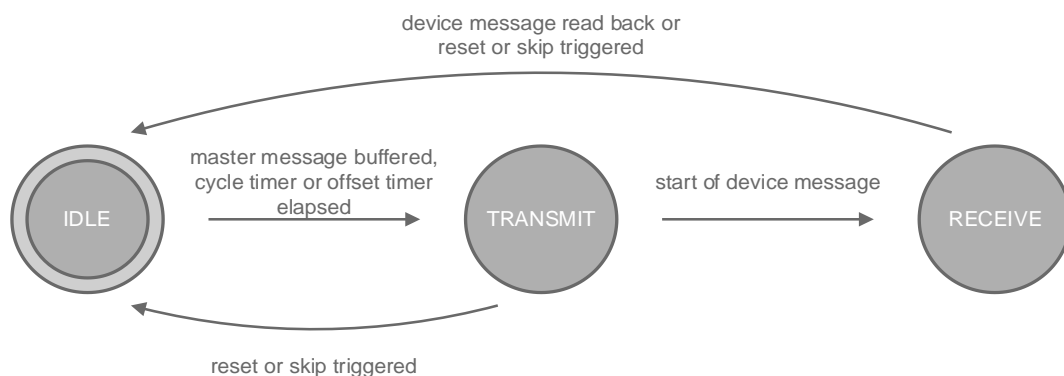 device message read back or
reset or skip triggered
master message buffered,
cycle timer or offset timer
elapsed
start of device message
IDLE
TRANSMIT
RECEIVE
reset or skip triggered